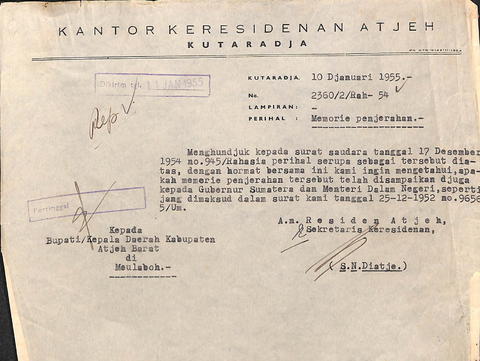 KANTOR KERESIDENAN ATJEH
KUTARADJA
Dikirim tgl. 11 JAN 1955
KUTARADJA 10 Djanuari 1955.-
No. 2360/2/Rah- 54
LAMPIRAN: -
PERIHAL : Memorie penjerahan.-
Rep
Menghundjuk kepada surat saudara tanggal 17 Desember
1954 no.945/Rahasia perihal serupa sebagai tersebut dia-
tas, dengan hormat bersama ini kami ingin mengetahui,apa-
kah memorie penjerahan tersebut telah disampaikan djuga
kepada Gubernur Sumatera dan Menteri Dalam Negeri,seperti
jang dimaksud dalam surat kami tanggal 25-12-1952 no.9656
5/Um.
Pertinggal
Kepada
Bupati/Kepala Daerah Kabupaten
Atjeh Barat
di
Meulaboh.-
A.n. Residen Atjeh,
Sekretaris Keresidenan,
(S.N.Diatje.)